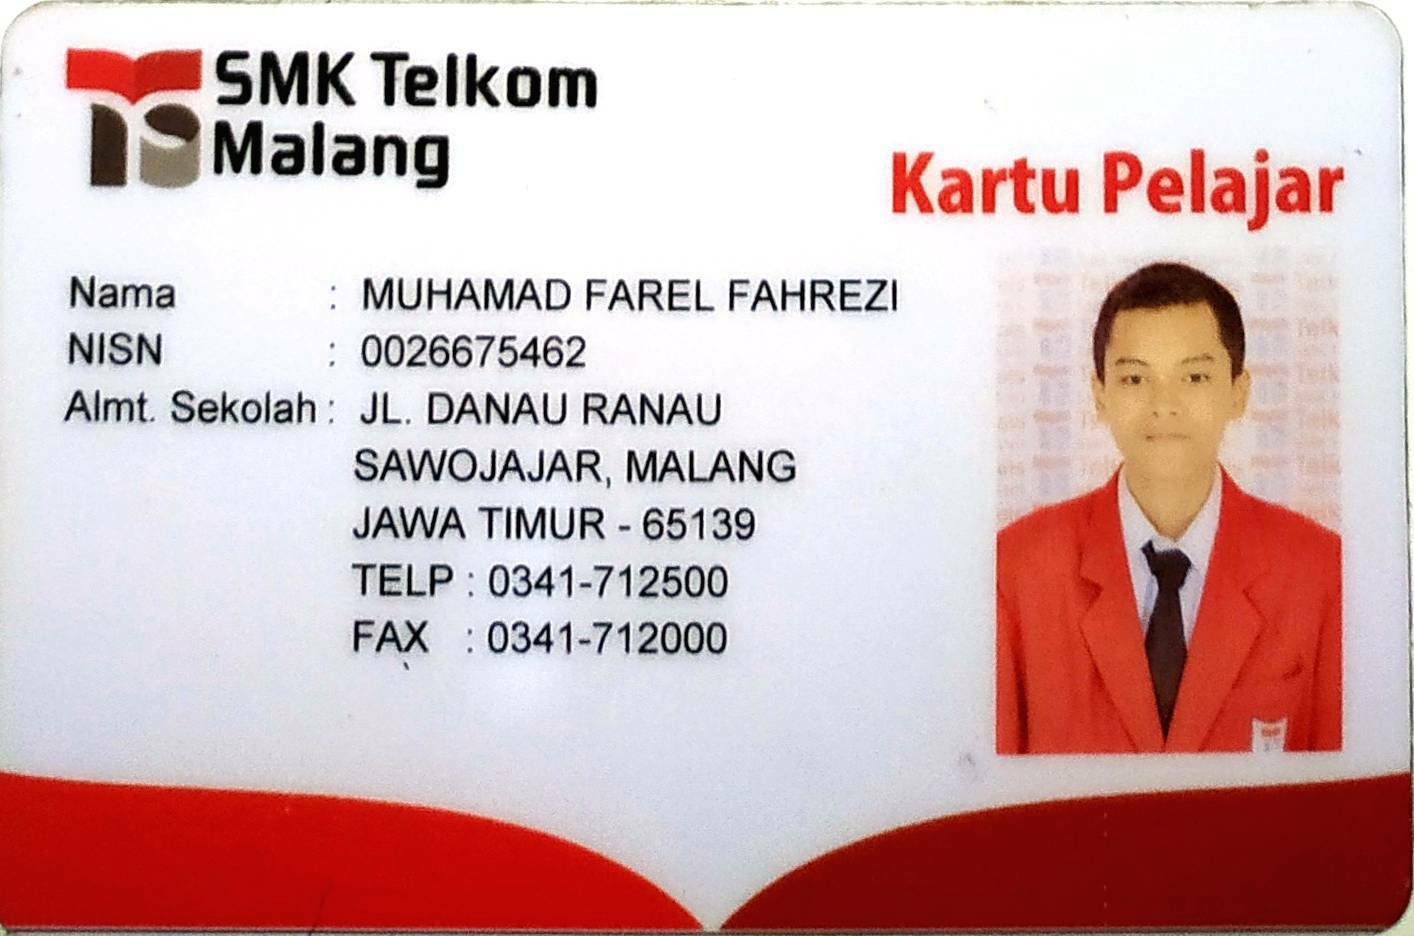 SMK Telkom
Malang
Kartu Pelajar
Nama : MUHAMAD FAREL FAHREZI
NISN : 0026675462
Almt. Sekolah : JL. DANAU RANAU
SAWOJAJAR, MALANG
JAWA TIMUR - 65139
TELP : 0341-712500
FAX : 0341-712000